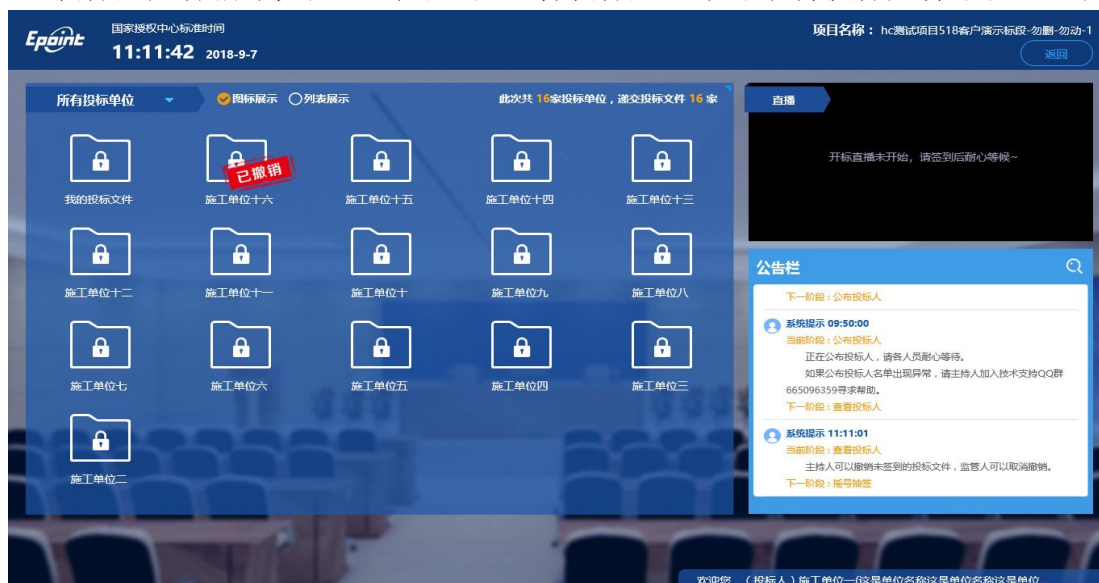 Epoint
国家授权中心标准时间
11:11:42 2018-9-7
项目名称： hc测试项目518客户演示标段-勿删-勿动-1
返回
所有投标单位
图标展示 列表展示
此次共 16家投标单位，递交投标文件 16 家
直播
开标直播未开始，请签到后耐心等候~
已撤销
我的投标文件 施工单位十六 施工单位十五 施工单位十四 施工单位十三
施工单位十二 施工单位十一 施工单位十 施工单位九 施工单位八
施工单位七 施工单位六 施工单位五 施工单位四 施工单位三
施工单位二
公告栏
下一阶段：公布投标人
系统提示 09:50:00
当前阶段：公布投标人
正在公布投标人，请各人员耐心等待。
如果公布投标人名单出现异常，请主持人加入技术支持QQ群
665096359寻求帮助。
下一阶段：查看投标人
系统提示 11:11:01
当前阶段：查看投标人
主持人可以撤销未签到的投标文件，监管人可以取消撤销。
下一阶段：摇号抽签
欢迎您 （投标人）施工单位一(这是单位名称这是单位名称这是单位